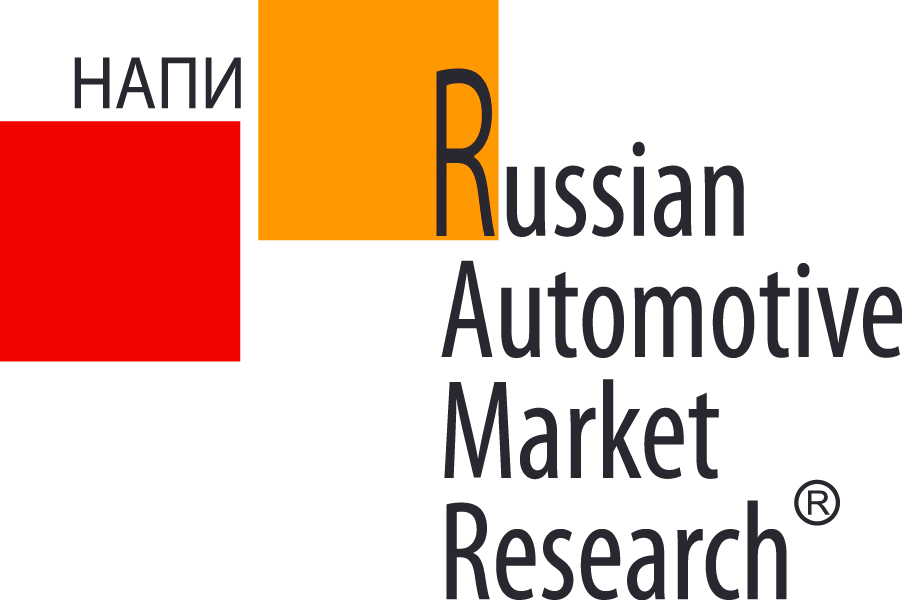 НАПИ
Russian
Automotive
Market
Research®